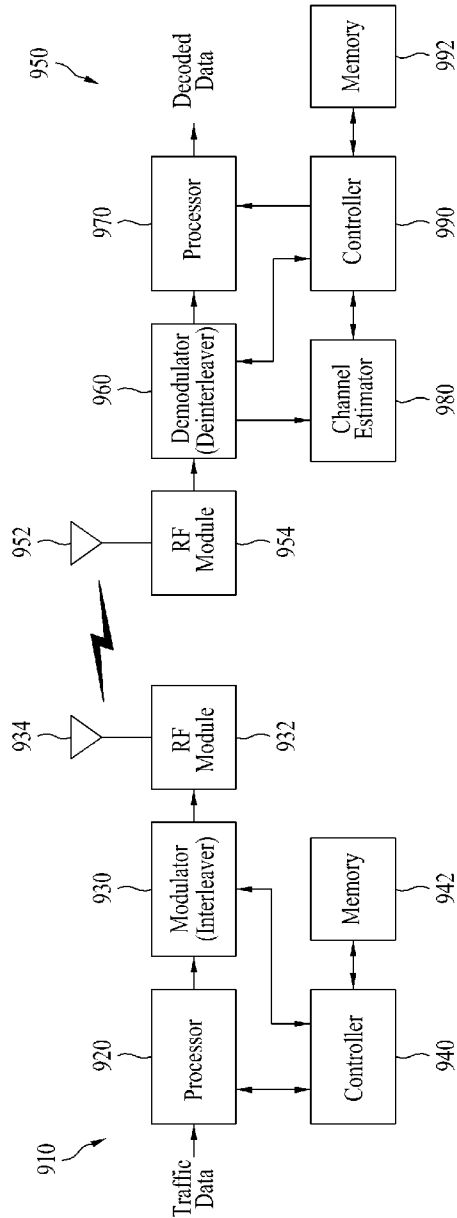 910
Traffic
Data
920
Processor
930
Modulator
(Interleaver)
934
RF
Module
932
Controller
940
Memory
942
950
952
RF
Module
954
960
Demodulator
(Deinterleaver)
970
Processor
Decoded
Data
Channel
Estimator
980
Controller
990
Memory
992